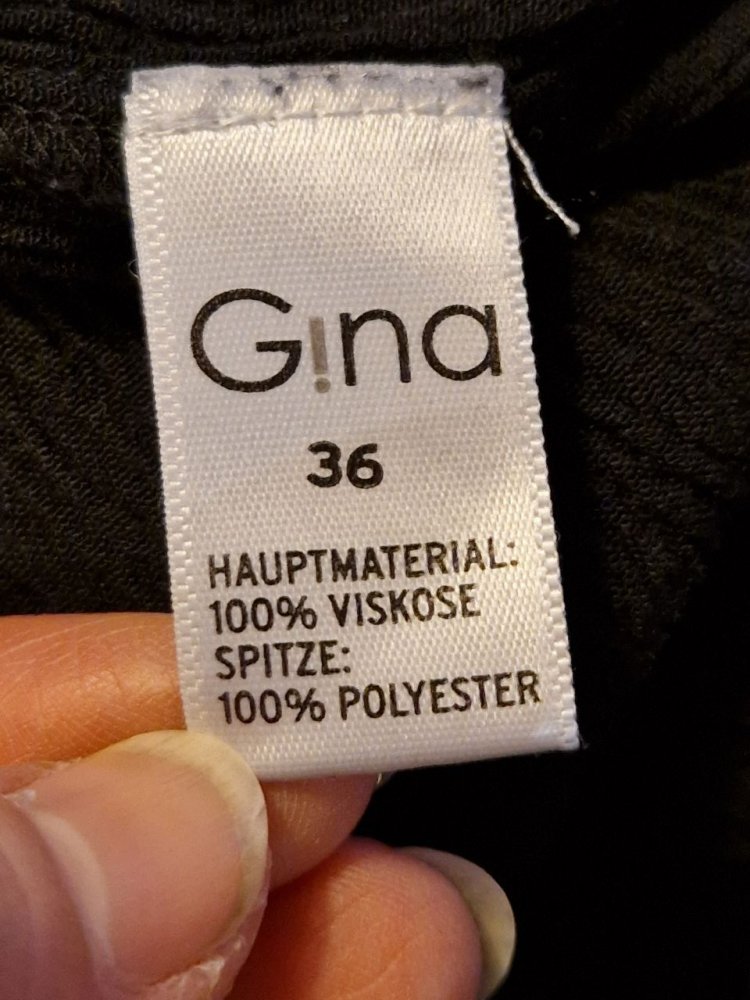 G!na
36
HAUPTMATERIAL:
100% VISKOSE
SPITZE:
100% POLYESTER